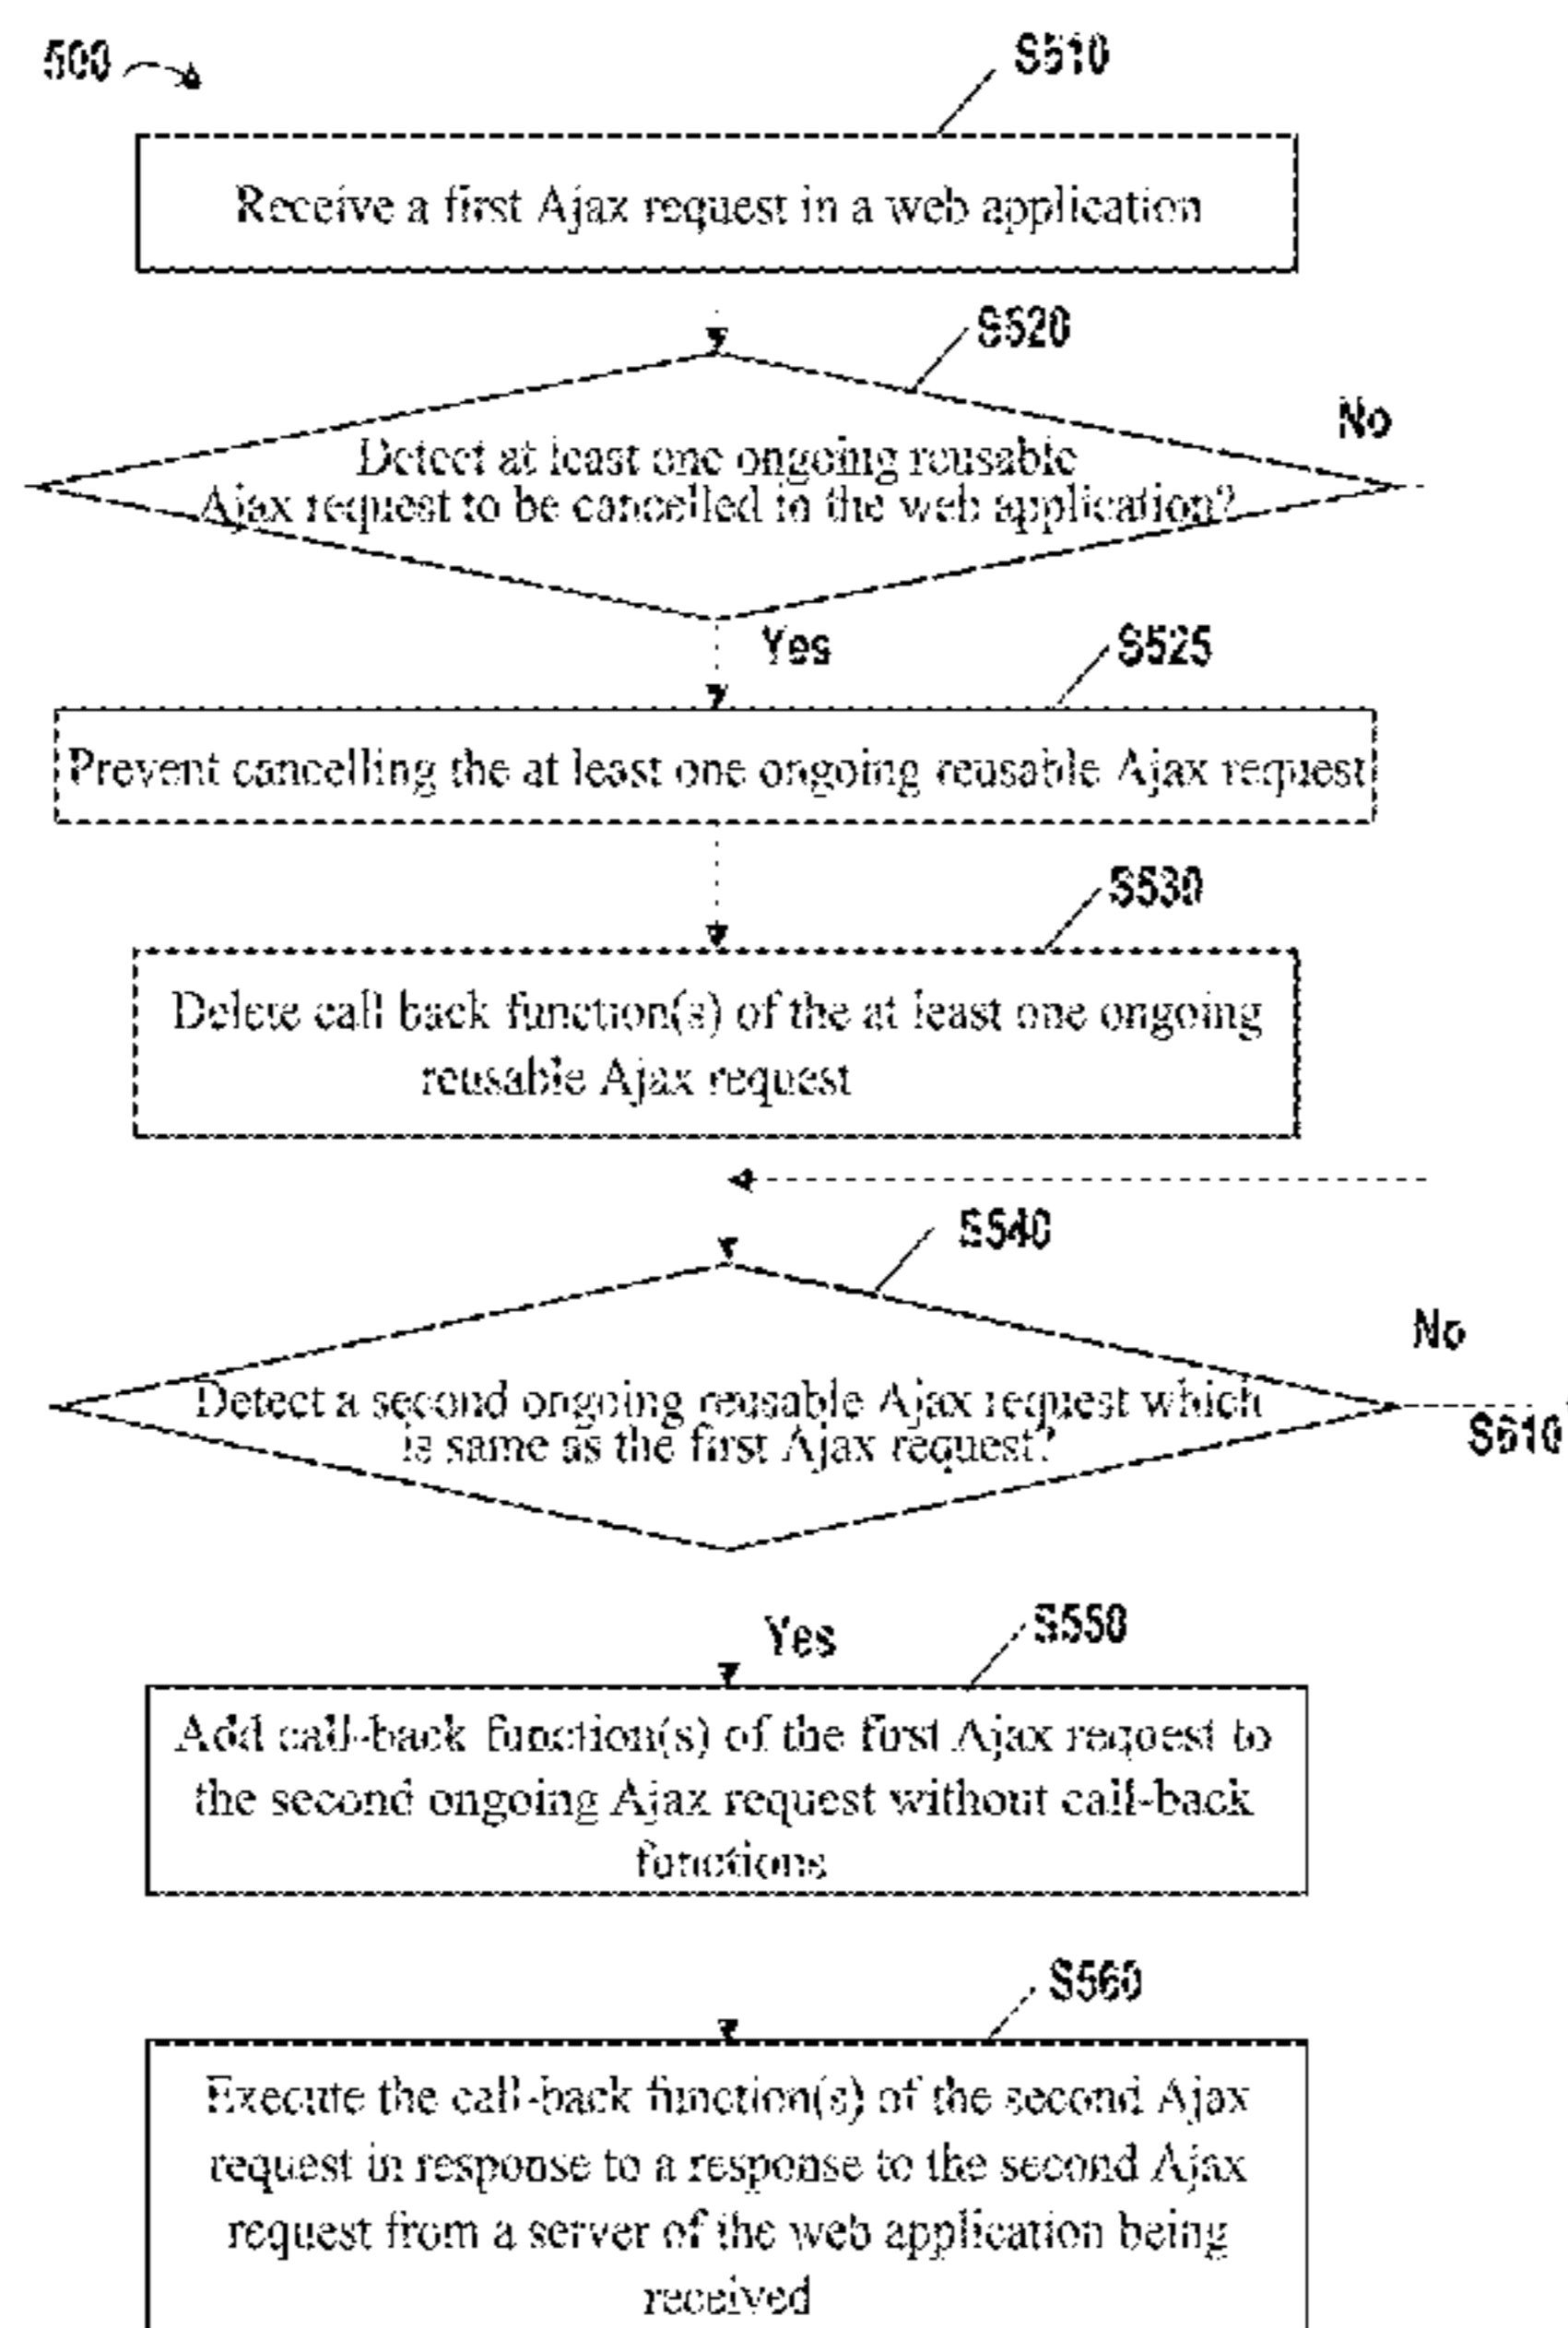 500
S510
Receive a first Ajax request in a web application
S520
No
Detect at least one ongoing reusable
Ajax request to be cancelled in the web application?
Yes
S525
Prevent cancelling the at least one ongoing reusable Ajax request
S530
Delete call back function(s) of the at least one ongoing
reusable Ajax request
S540
No
Detect a second ongoing reusable Ajax request which
is same as the first Ajax request?
S610
Yes
S550
Add call-back function(s) of the first Ajax request to
the second ongoing Ajax request without call-back
functions
S560
Execute the call-back function(s) of the second Ajax
request in response to a response to the second Ajax
request from a server of the web application being
received